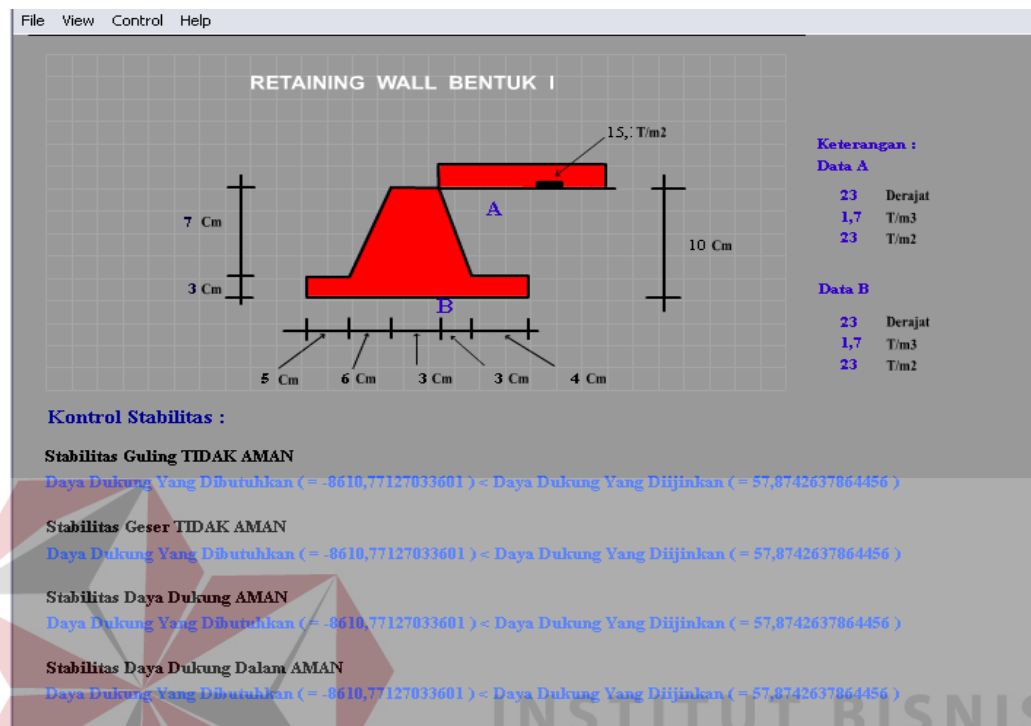 File View Control Help
RETAINING WALL BENTUK I
15, T/m2
A
7 Cm
10 Cm
3 Cm
B
5 Cm 6 Cm 3 Cm 3 Cm 4 Cm
Keterangan :
Data A
23 Derajat
1,7 T/m3
23 T/m2
Data B
23 Derajat
1,7 T/m3
23 T/m2
Kontrol Stabilitas :
Stabilitas Guling TIDAK AMAN
Daya Dukung Yang Dibutuhkan ( = -8610,77127033601 ) < Daya Dukung Yang Diijinkan ( = 57,8742637864456 )
Stabilitas Geser TIDAK AMAN
Daya Dukung Yang Dibutuhkan ( = -8610,77127033601 ) < Daya Dukung Yang Diijinkan ( = 57,8742637864456 )
Stabilitas Daya Dukung AMAN
Daya Dukung Yang Dibutuhkan ( = -8610,77127033601 ) < Daya Dukung Yang Diijinkan ( = 57,8742637864456 )
Stabilitas Daya Dukung Dalam AMAN
Daya Dukung Yang Dibutuhkan ( = -8610,77127033601 ) < Daya Dukung Yang Diijinkan ( = 57,8742637864456 )
INSTITUT BISNIS